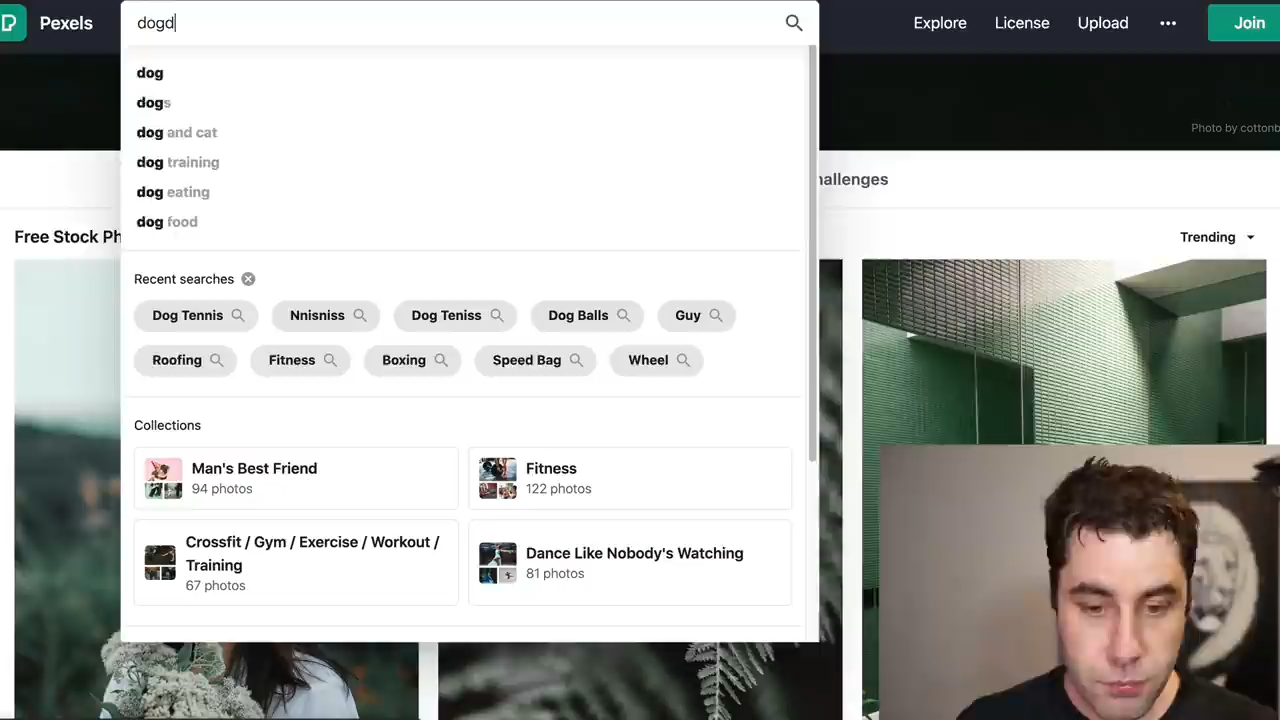 Pexels
dogd
Explore
License
Upload
Join
dog
dogs
dog and cat
dog training
dog eating
dog food
Photo by cottonb
hallenges
Free Stock Ph
Trending
Recent searches
Dog Tennis
Nnisniss
Dog Teniss
Dog Balls
Guy
Roofing
Fitness
Boxing
Speed Bag
Wheel
Collections
Man's Best Friend
94 photos
Fitness
122 photos
Crossfit / Gym / Exercise / Workout /
Training
67 photos
Dance Like Nobody's Watching
81 photos